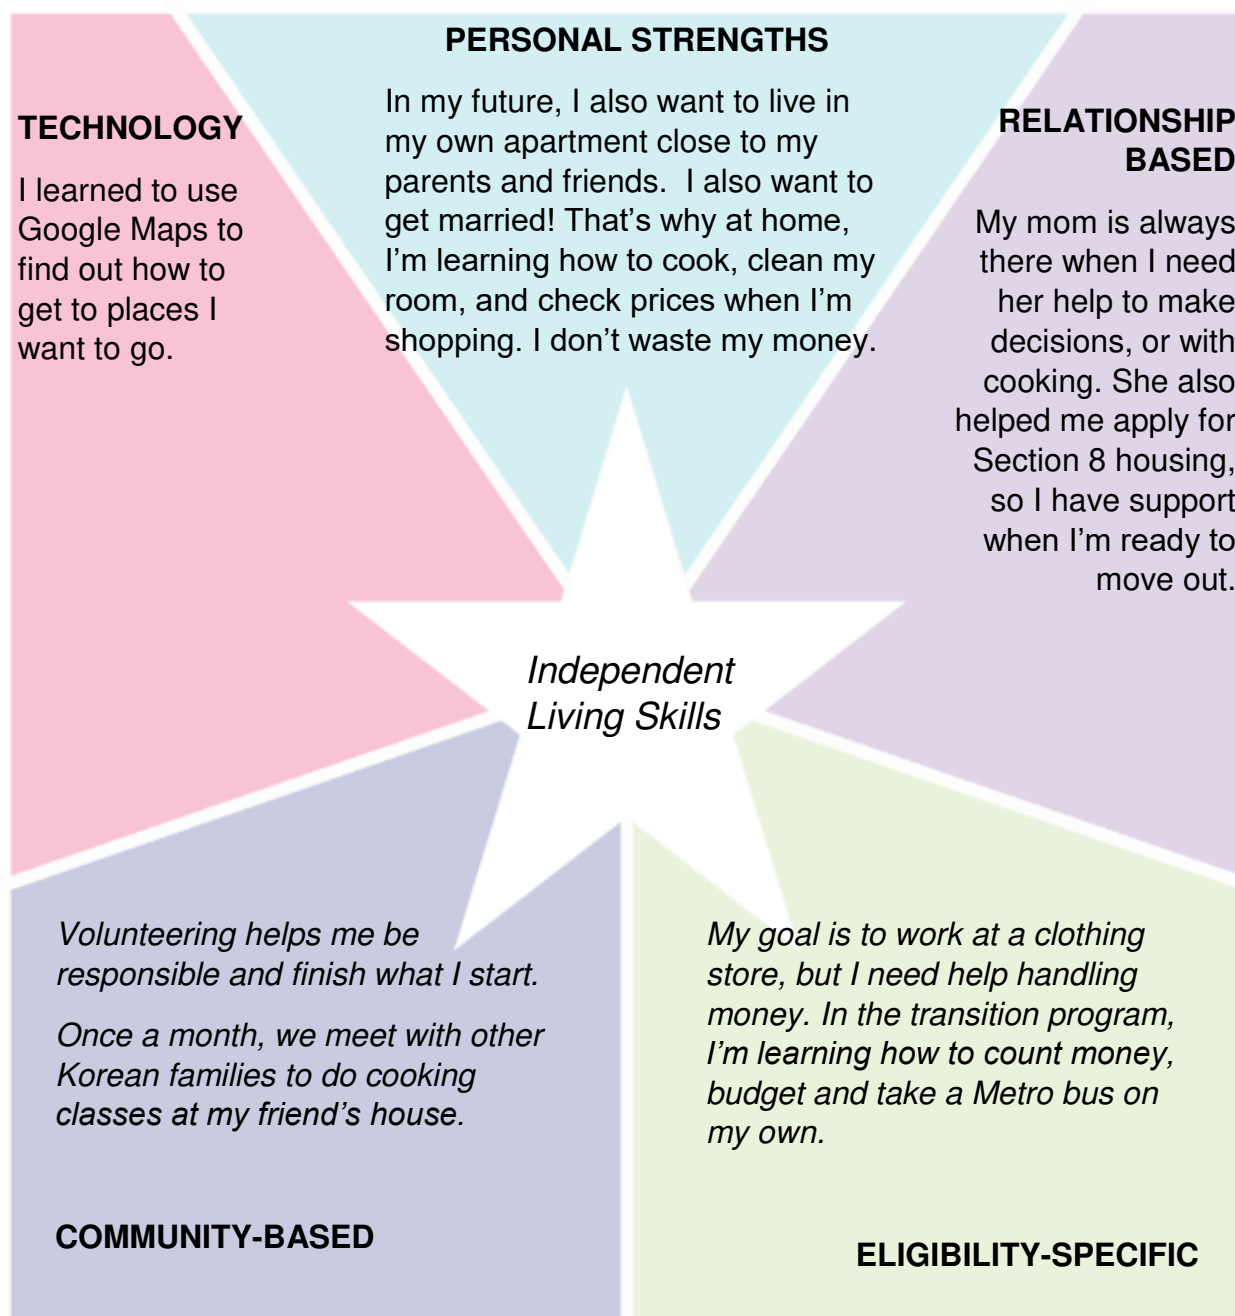 PERSONAL STRENGTHS
In my future, I also want to live in
my own apartment close to my
parents and friends.  I also want to
get married! That’s why at home,
I’m learning how to cook, clean my
room, and check prices when I’m
shopping. I don’t waste my money.
TECHNOLOGY
I learned to use
Google Maps to
find out how to
get to places I
want to go.
RELATIONSHIP
BASED
My mom is always
there when I need
her help to make
decisions, or with
cooking. She also
helped me apply for
Section 8 housing,
so I have support
when I’m ready to
move out.
Independent
Living Skills
Volunteering helps me be
responsible and finish what I start.
Once a month, we meet with other
Korean families to do cooking
classes at my friend’s house.
COMMUNITY-BASED
My goal is to work at a clothing
store, but I need help handling
money. In the transition program,
I’m learning how to count money,
budget and take a Metro bus on
my own.
ELIGIBILITY-SPECIFIC